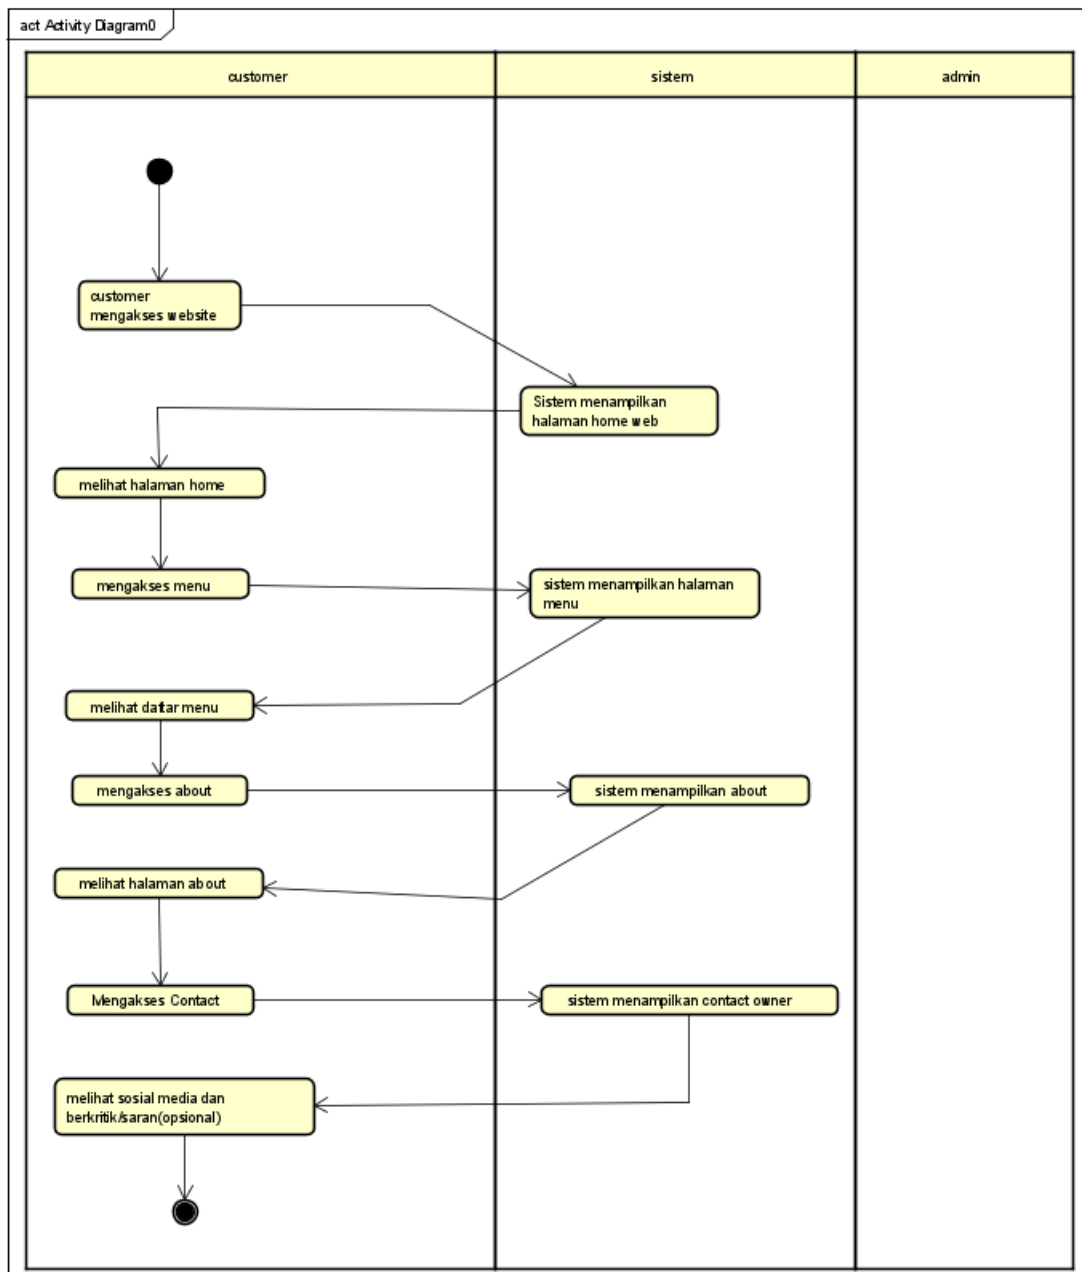 act Activity Diagram0
customer
sistem
admin
customer
mengakses website
Sistem menampilkan
halaman home web
melihat halaman home
mengakses menu
sistem menampilkan halaman
menu
melihat daftar menu
mengakses about
sistem menampilkan about
melihat halaman about
Mengakses Contact
sistem menampilkan contact owner
melihat sosial media dan
berkritik/saran(opsional)